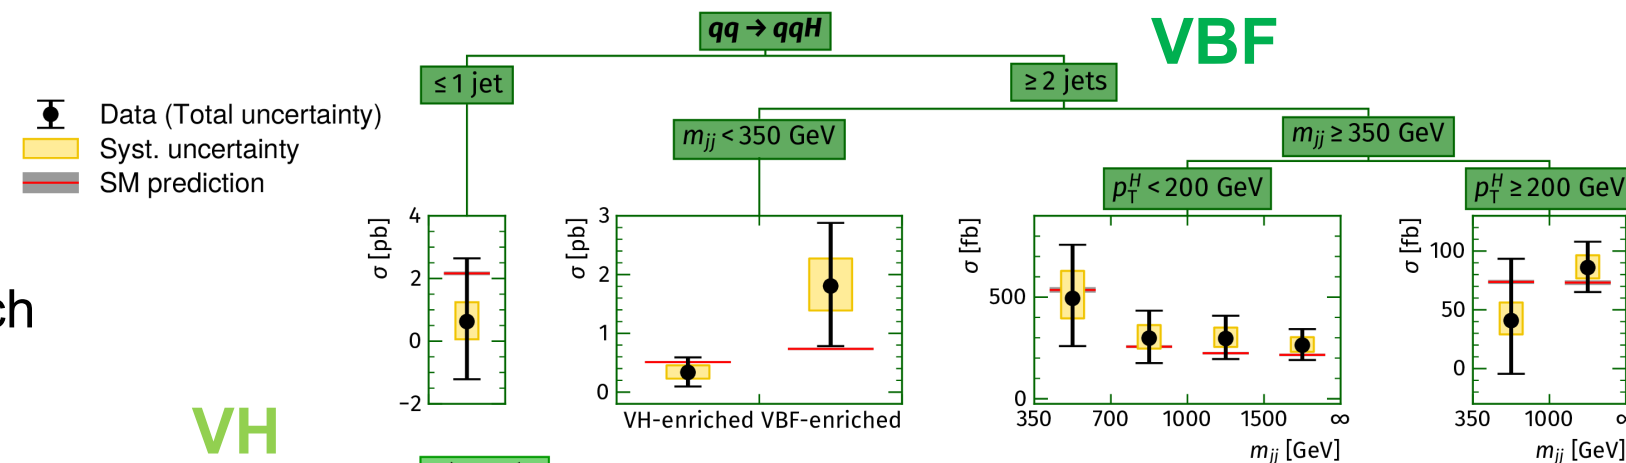 qq → qqH
VBF
≤ 1 jet
≥ 2 jets
Data (Total uncertainty)
Syst. uncertainty
SM prediction
m_jj < 350 GeV
m_jj ≥ 350 GeV
p_T^H < 200 GeV
p_T^H ≥ 200 GeV
σ [pb]
4
2
0
−2
σ [pb]
3
2
1
0
VH-enriched VBF-enriched
σ [fb]
500
0
350 700 1000 1500 ∞
m_jj [GeV]
σ [fb]
100
50
0
350 1000
m_jj [GeV]
ch
VH